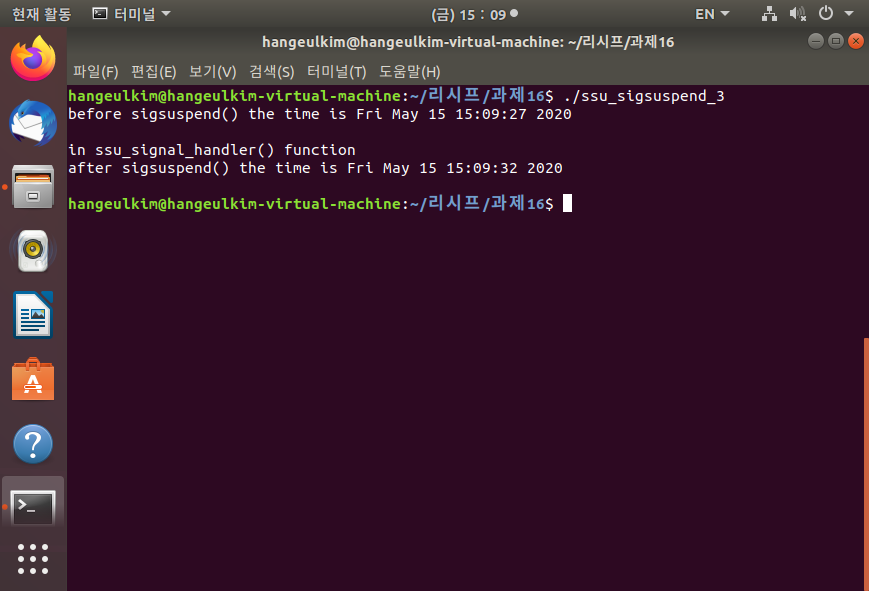 현재 활동 터미널 (금) 15 : 09 EN
hangeulkim@hangeulkim-virtual-machine: ~/리시프/과제16
파일(F) 편집(E) 보기(V) 검색(S) 터미널(T) 도움말(H)
hangeulkim@hangeulkim-virtual-machine:~/리시프/과제16$ ./ssu_sigsuspend_3
before sigsuspend() the time is Fri May 15 15:09:27 2020
in ssu_signal_handler() function
after sigsuspend() the time is Fri May 15 15:09:32 2020
hangeulkim@hangeulkim-virtual-machine:~/리시프/과제16$